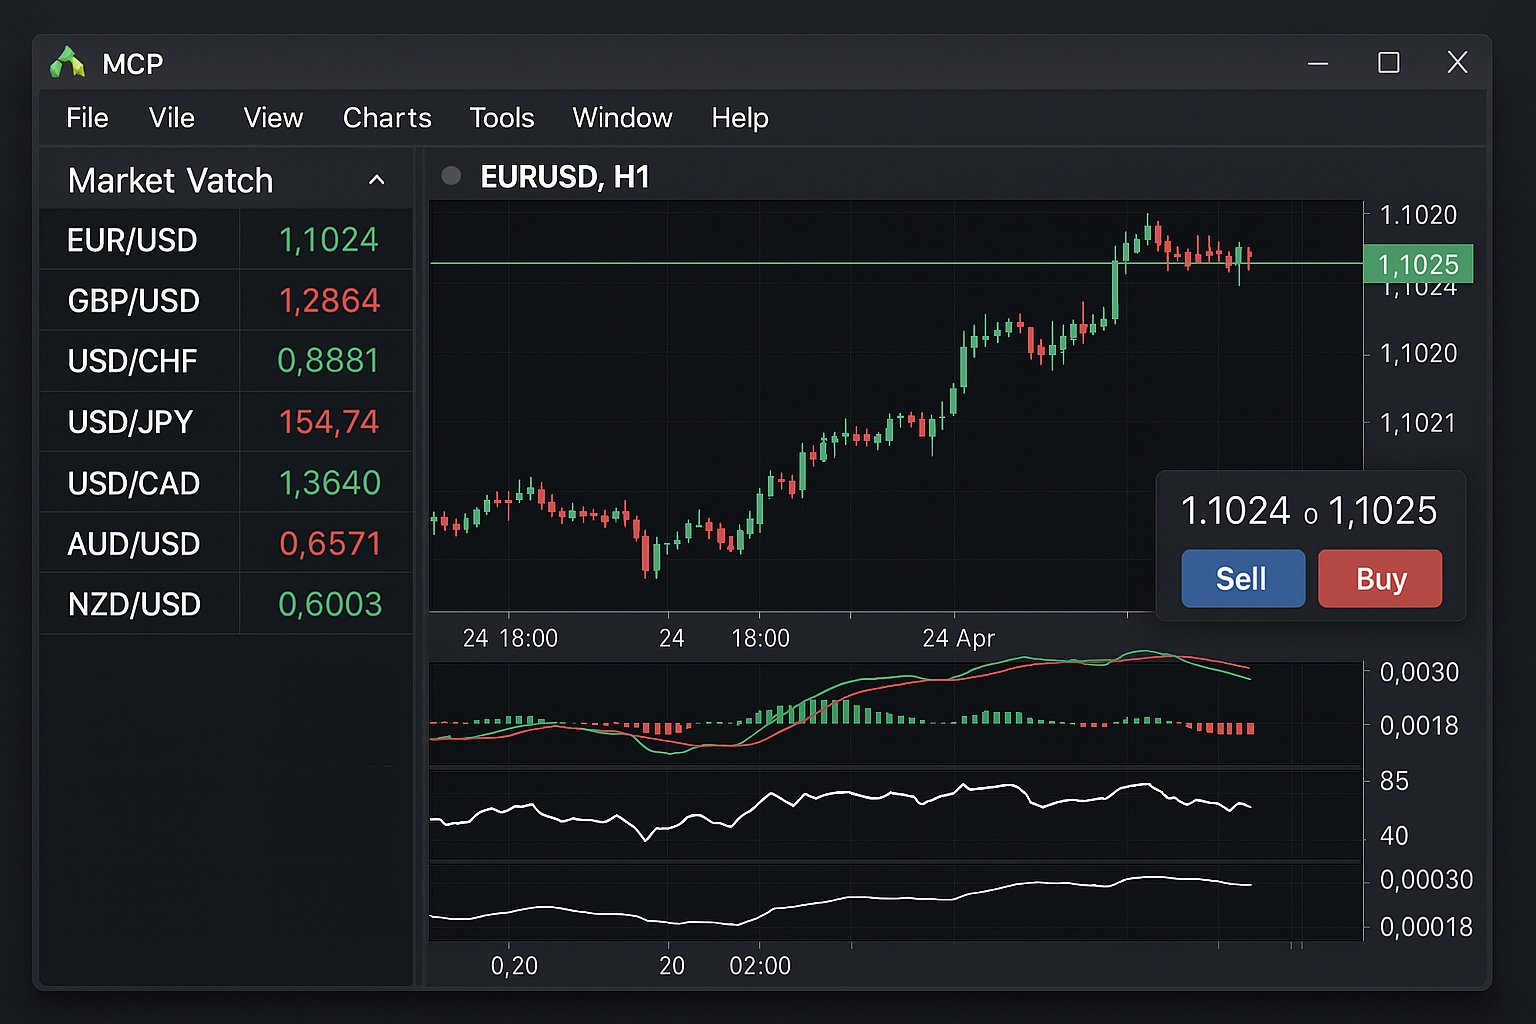 MCP
File Vile View Charts Tools Window Help
Market Vatch
EUR/USD 1,1024
GBP/USD 1,2864
USD/CHF 0,8881
USD/JPY 154,74
USD/CAD 1,3640
AUD/USD 0,6571
NZD/USD 0,6003
EURUSD, H1
1.1020
1,1025
1,1024
1,1020
1,1021
1.1024 o 1,1025
Sell Buy
24 18:00 24 18:00 24 Apr
0,0030
0,0018
85
40
0,00030
0,00018
0,20 20 02:00